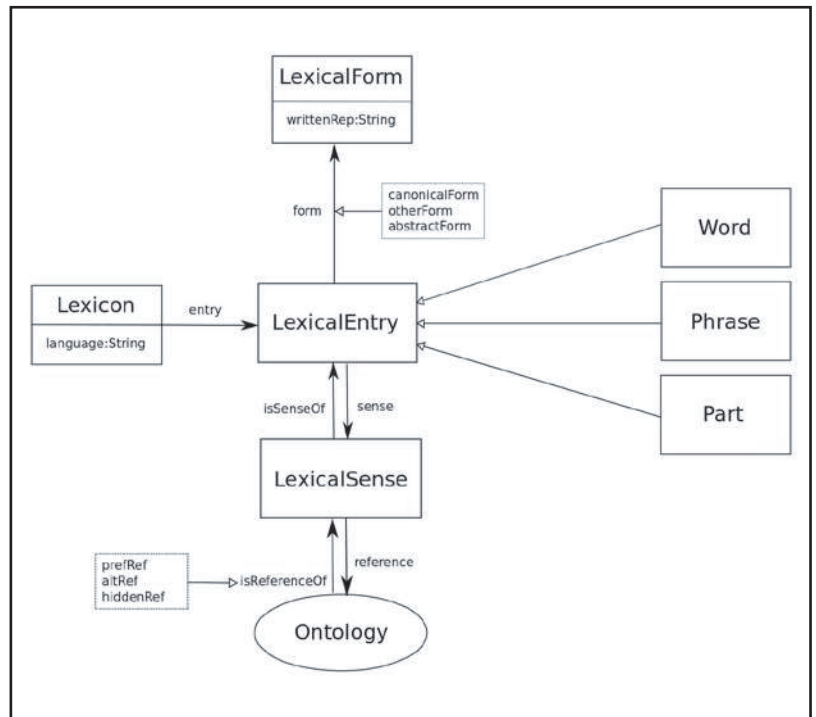 LexicalForm
writtenRep:String
form
canonicalForm
otherForm
abstractForm
Word
Lexicon
language:String
entry
LexicalEntry
Phrase
isSenseOf
sense
Part
LexicalSense
prefRef
altRef
hiddenRef
isReferenceOf
reference
Ontology